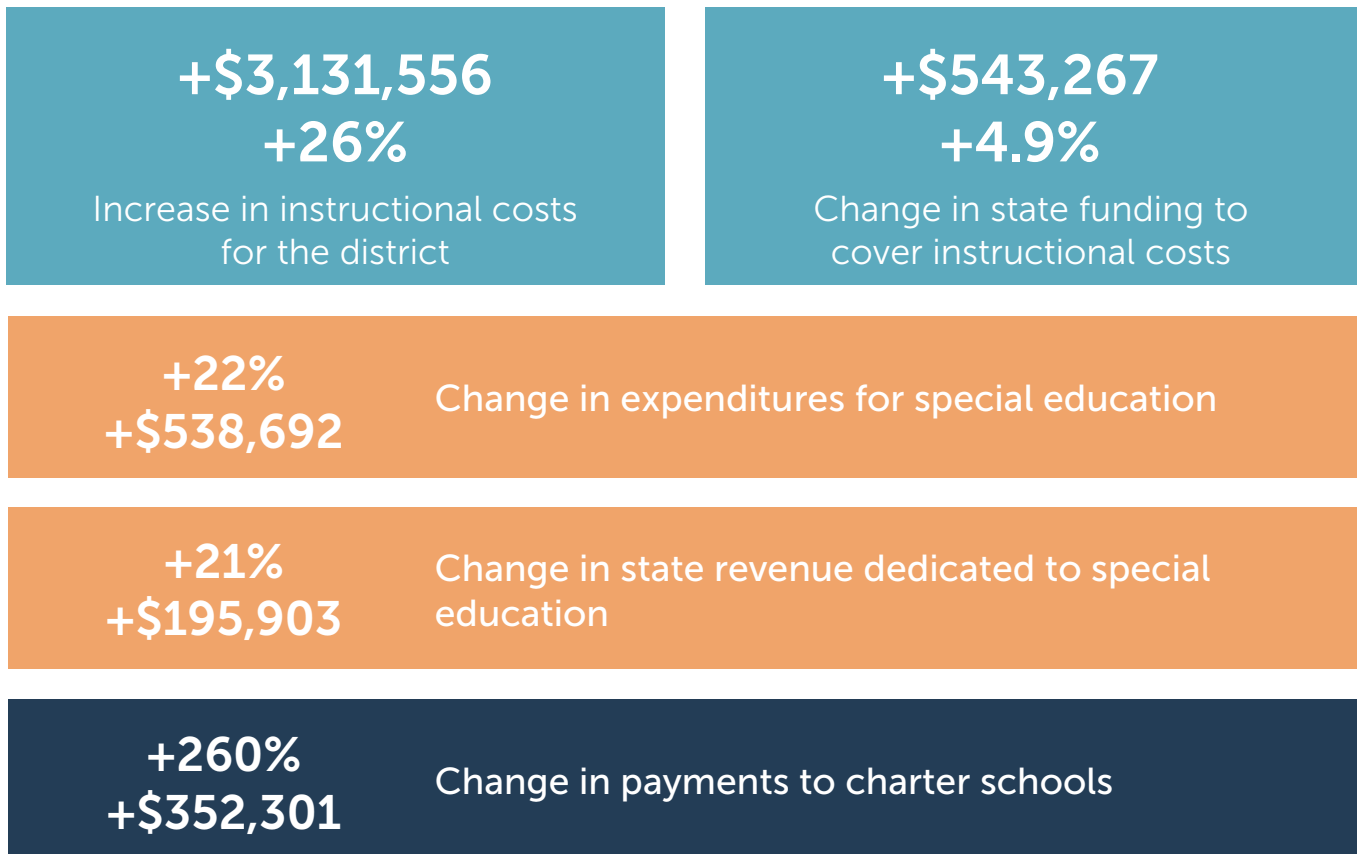 +$3,131,556
+26%
Increase in instructional costs
for the district
+$543,267
+4.9%
Change in state funding to
cover instructional costs
+22%
+$538,692
Change in expenditures for special education
+21%
+$195,903
Change in state revenue dedicated to special
education
+260%
+$352,301
Change in payments to charter schools